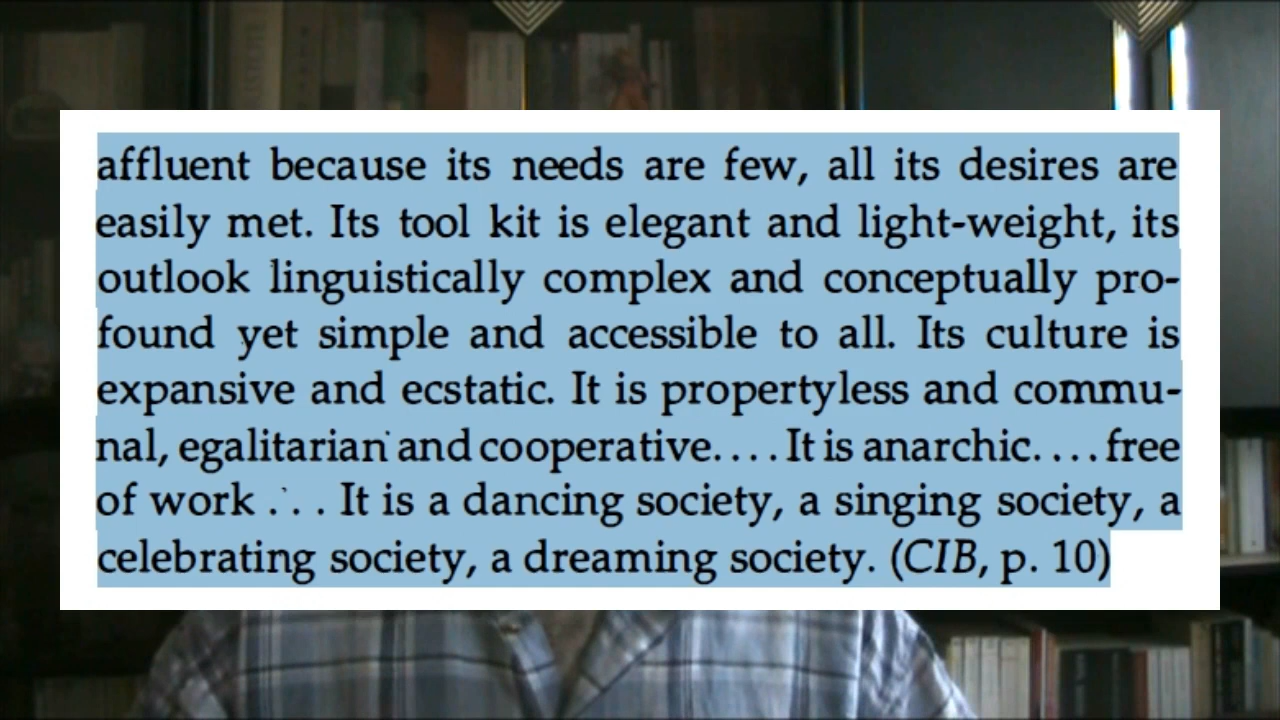 affluent because its needs are few, all its desires are
easily met. Its tool kit is elegant and light-weight, its
outlook linguistically complex and conceptually pro-
found yet simple and accessible to all. Its culture is
expansive and ecstatic. It is propertyless and commu-
nal, egalitarian and cooperative. . . . It is anarchic. . . . free
of work . . . It is a dancing society, a singing society, a
celebrating society, a dreaming society. (CIB, p. 10)